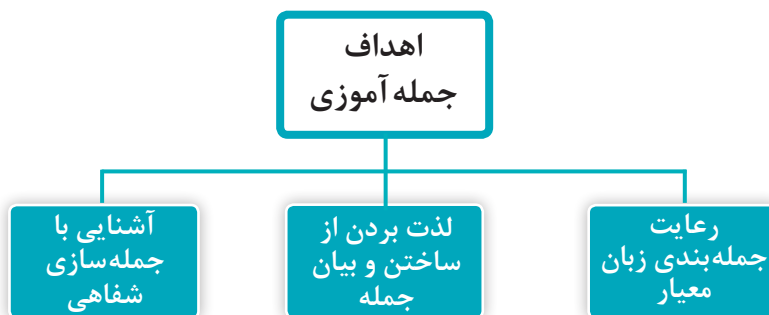 اهداف
جمله‌آموزی
رعایت
جمله‌بندی زبان
معیار
لذت بردن از
ساختن و بیان
جمله
آشنایی با
جمله‌سازی
شفاهی